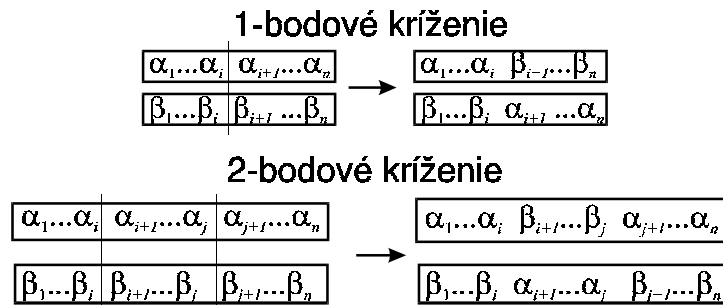 1-bodové kríženie
α₁...αᵢ αᵢ₊₁...αₙ
α₁...αᵢ βᵢ₋₁...βₙ
β₁...βᵢ βᵢ₊₁...βₙ
β₁...βᵢ αᵢ₊₁...αₙ
2-bodové kríženie
α₁...αᵢ αᵢ₊₁...αⱼ αⱼ₊₁...αₙ
α₁...αᵢ βᵢ₊₁...βⱼ αⱼ₊₁...αₙ
β₁...βᵢ βᵢ₊₁...βⱼ βⱼ₊₁...βₙ
β₁...βᵢ αᵢ₊₁...αⱼ βⱼ₋₁...βₙ